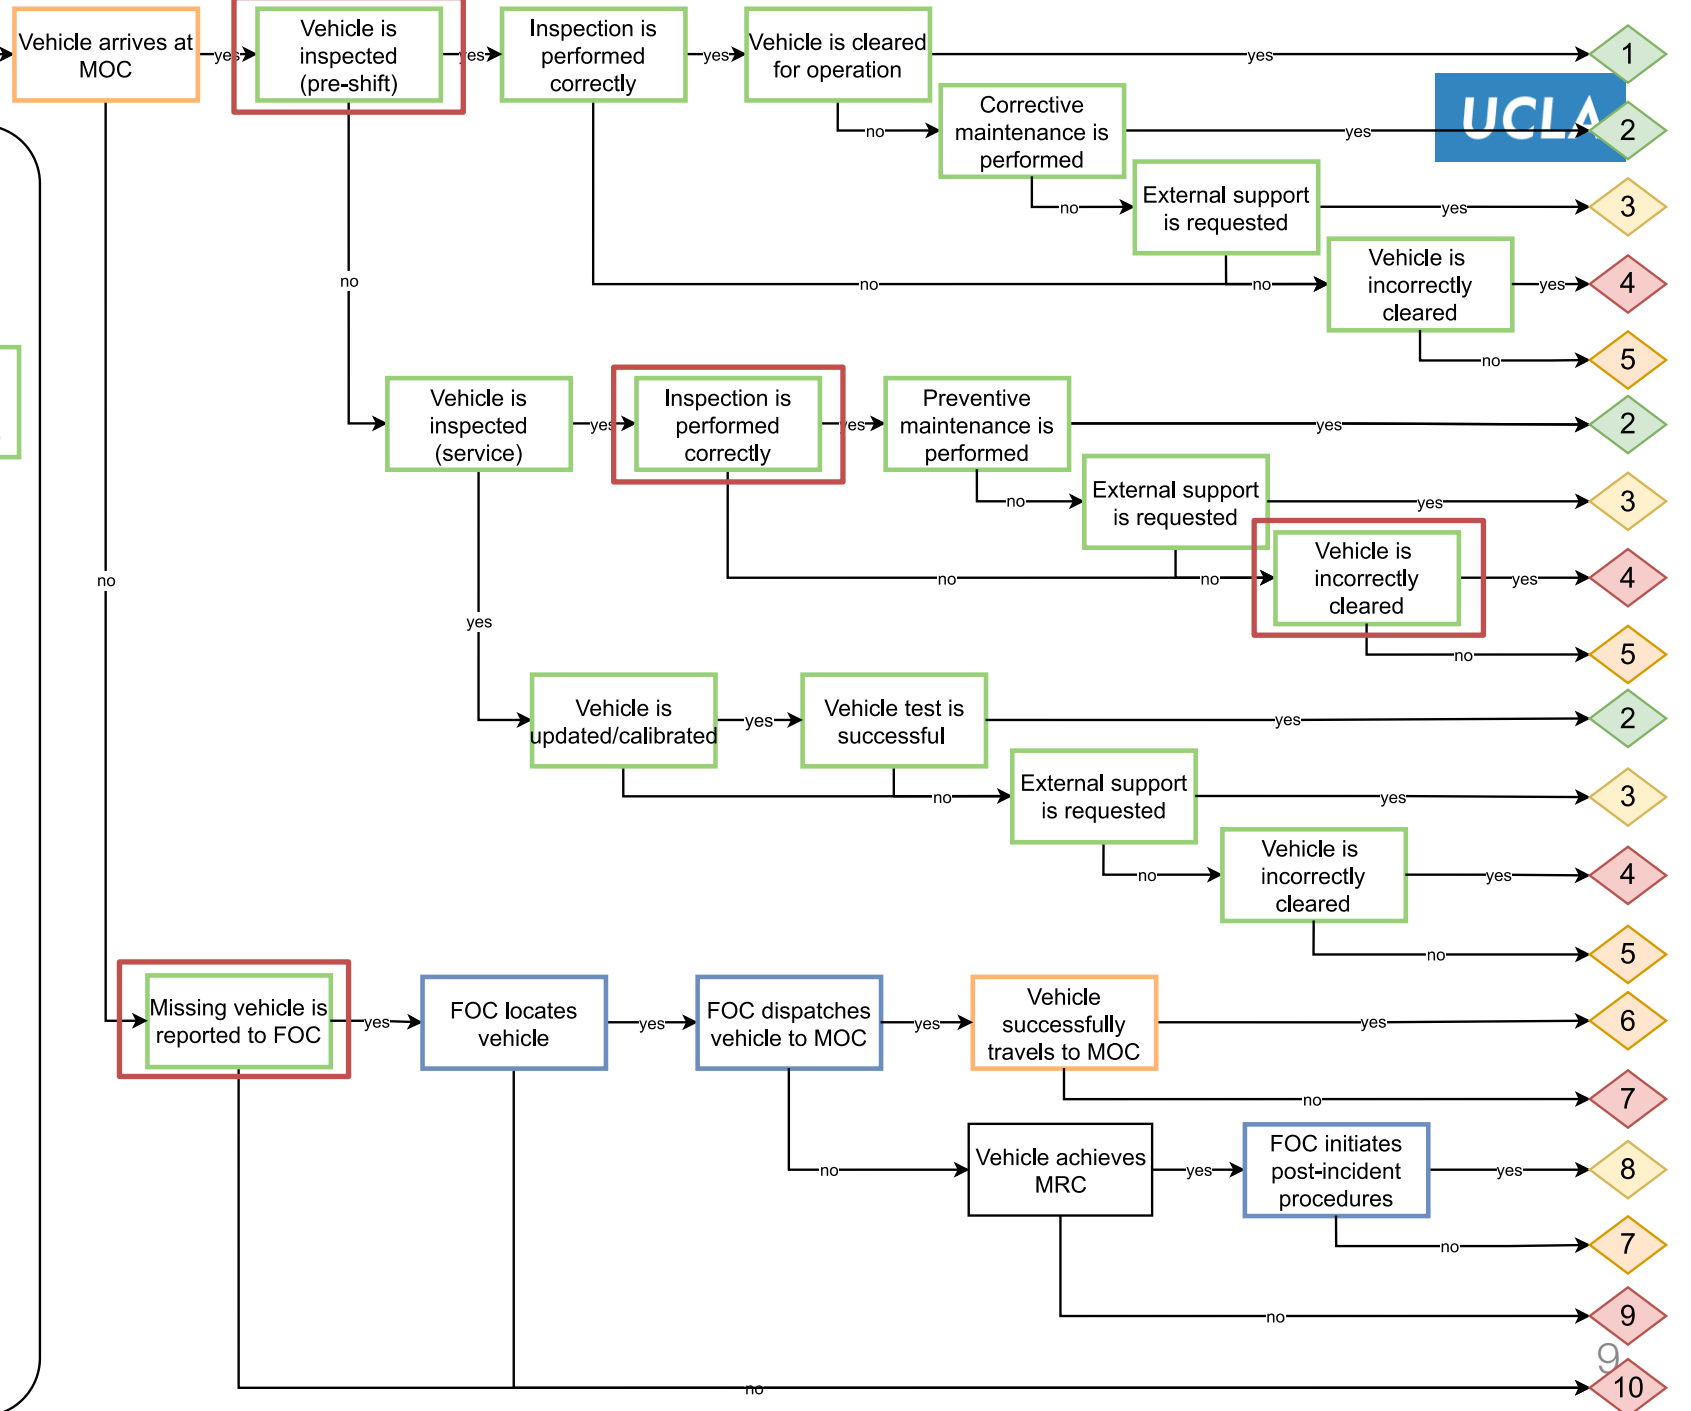 Vehicle arrives at
MOC
yes
Vehicle is
inspected
(pre-shift)
yes
Inspection is
performed
correctly
yes
Vehicle is cleared
for operation
yes
1
no
Corrective
maintenance is
performed
yes
UCLA
2
no
External support
is requested
yes
3
no
no
no
Vehicle is
incorrectly
cleared
yes
4
no
5
Vehicle is
inspected
(service)
yes
Inspection is
performed
correctly
yes
Preventive
maintenance is
performed
yes
2
no
External support
is requested
yes
3
no
no
no
Vehicle is
incorrectly
cleared
yes
4
no
5
yes
Vehicle is
updated/calibrated
yes
Vehicle test is
successful
yes
2
no
External support
is requested
yes
3
no
Vehicle is
incorrectly
cleared
yes
4
no
5
Missing vehicle is
reported to FOC
yes
FOC locates
vehicle
yes
FOC dispatches
vehicle to MOC
yes
Vehicle
successfully
travels to MOC
yes
6
no
7
no
Vehicle achieves
MRC
yes
FOC initiates
post-incident
procedures
yes
8
no
7
no
9
9
no
10